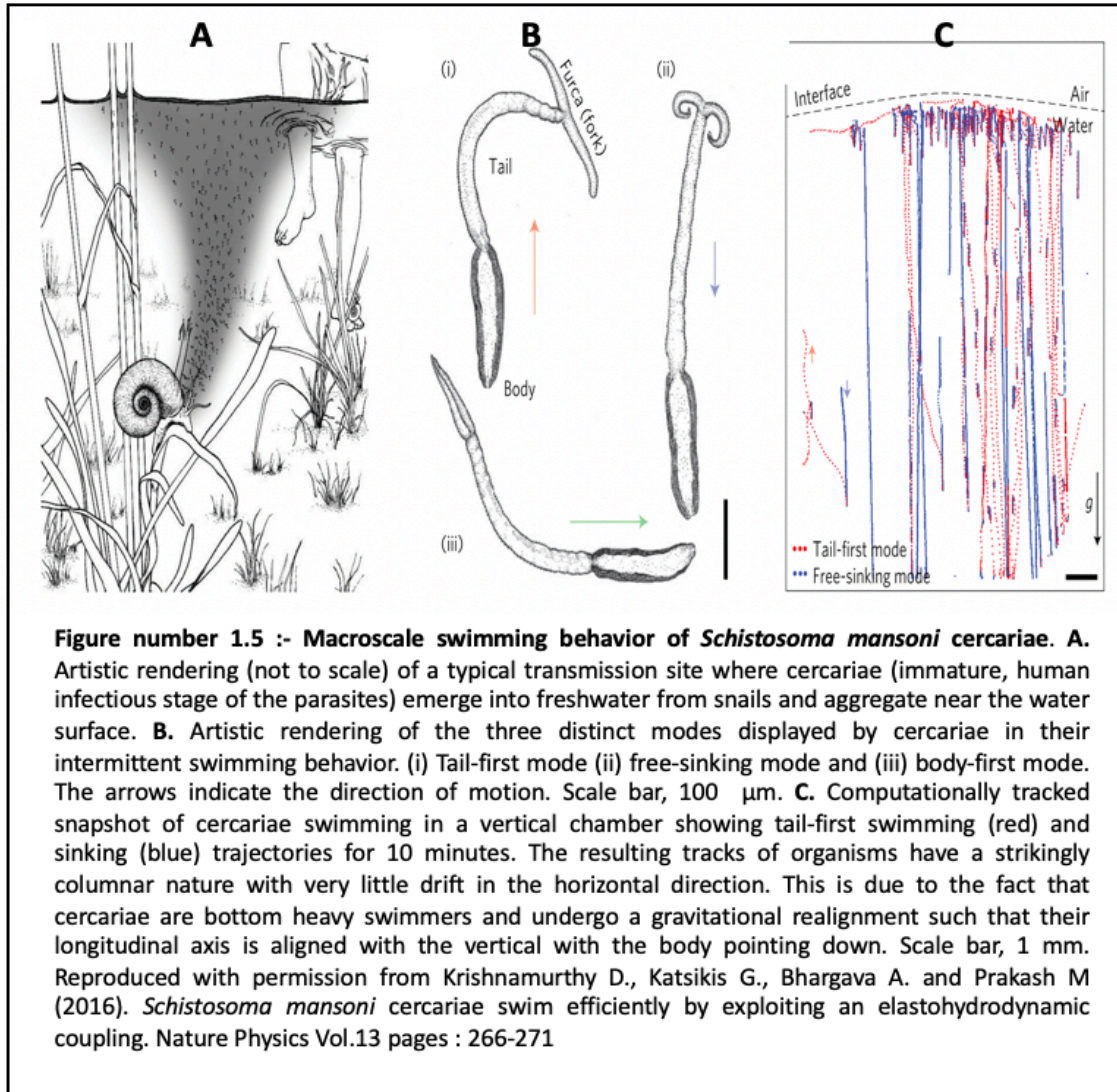 A
B
C
(i)
(ii)
Furca (fork)
Interface
Air
Water
Tail
Body
(iii)
g
Tail-first mode
Free-sinking mode
Figure number 1.5 :- Macroscale swimming behavior of Schistosoma mansoni cercariae. A.
Artistic rendering (not to scale) of a typical transmission site where cercariae (immature, human
infectious stage of the parasites) emerge into freshwater from snails and aggregate near the water
surface. B. Artistic rendering of the three distinct modes displayed by cercariae in their
intermittent swimming behavior. (i) Tail-first mode (ii) free-sinking mode and (iii) body-first mode.
The arrows indicate the direction of motion. Scale bar, 100 μm. C. Computationally tracked
snapshot of cercariae swimming in a vertical chamber showing tail-first swimming (red) and
sinking (blue) trajectories for 10 minutes. The resulting tracks of organisms have a strikingly
columnar nature with very little drift in the horizontal direction. This is due to the fact that
cercariae are bottom heavy swimmers and undergo a gravitational realignment such that their
longitudinal axis is aligned with the vertical with the body pointing down. Scale bar, 1 mm.
Reproduced with permission from Krishnamurthy D., Katsikis G., Bhargava A. and Prakash M
(2016). Schistosoma mansoni cercariae swim efficiently by exploiting an elastohydrodynamic
coupling. Nature Physics Vol.13 pages : 266-271